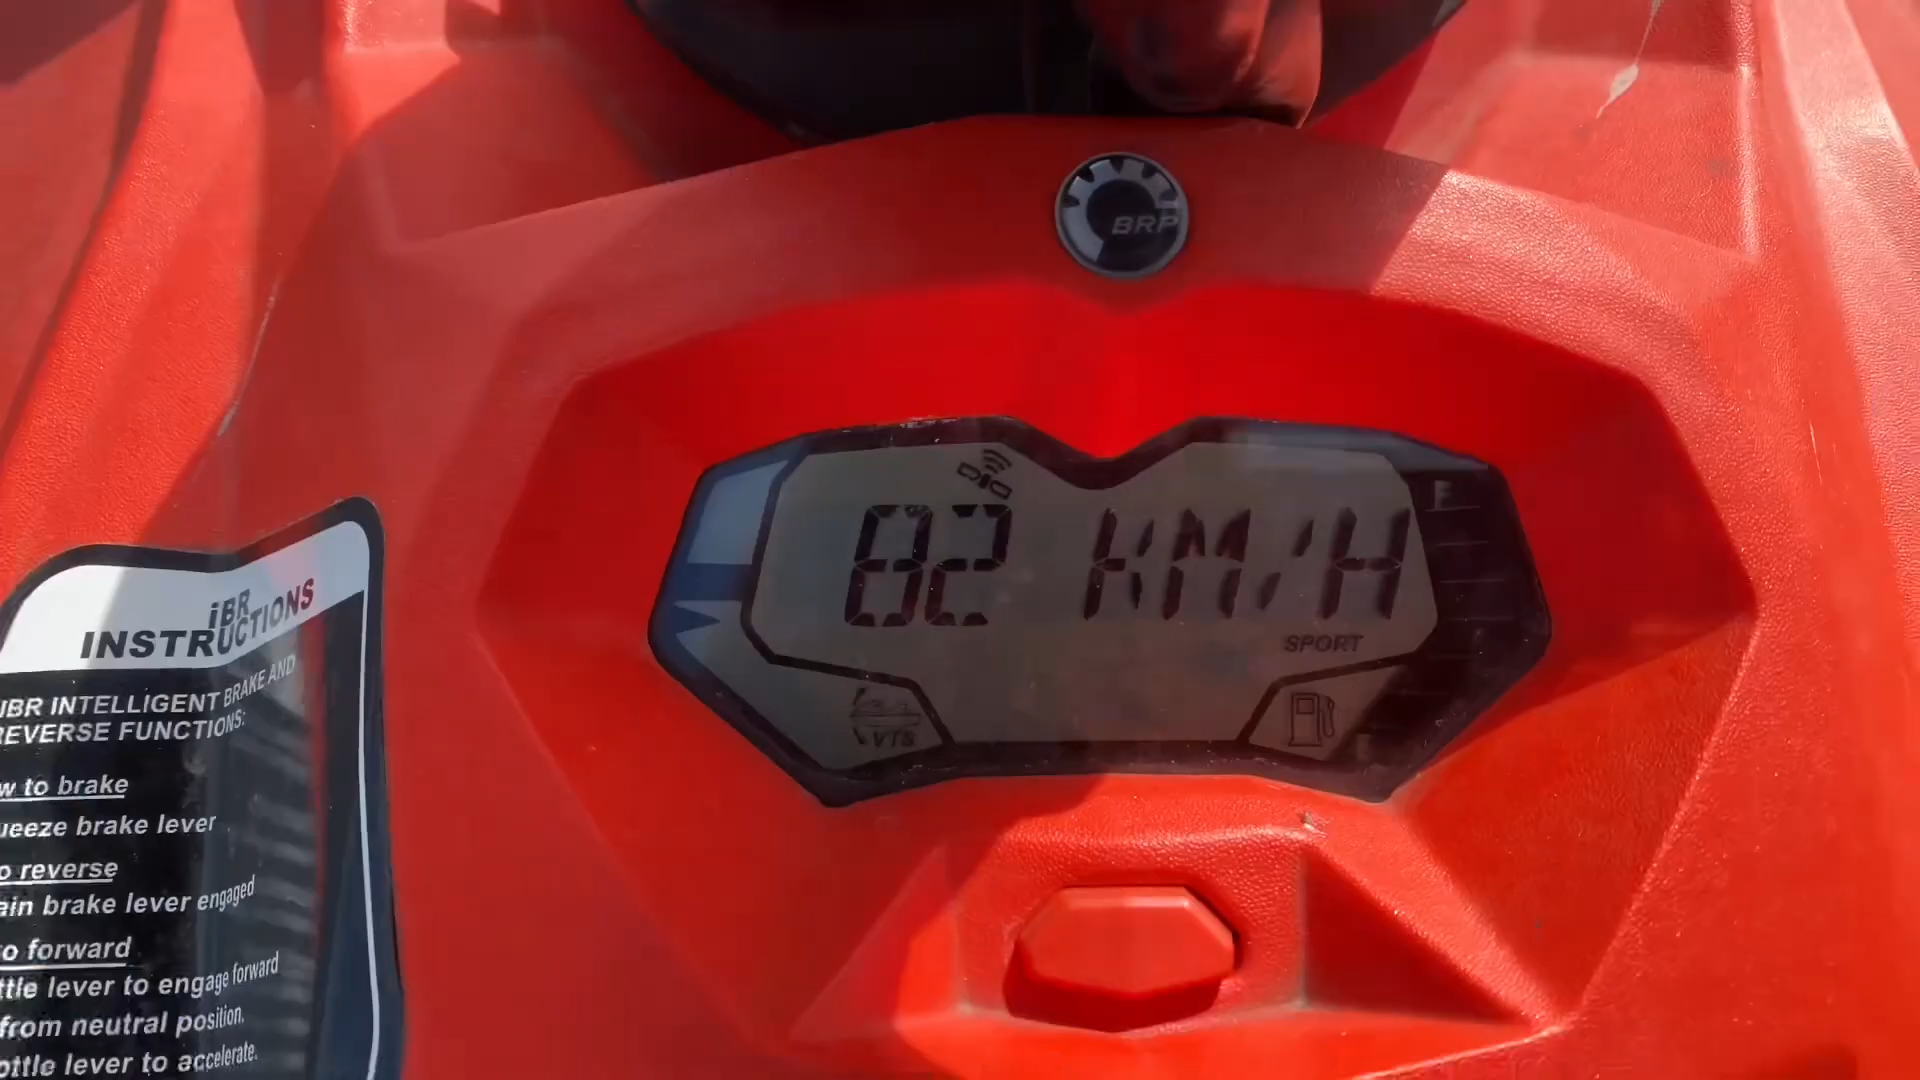 BRP
F
82 KM/H
SPORT
VTS
iBR
INSTRUCTIONS
iBR INTELLIGENT BRAKE AND
REVERSE FUNCTIONS:
w to brake
ueeze brake lever
o reverse
ain brake lever engaged
o forward
ttle lever to engage forward
from neutral position.
ottle lever to accelerate.